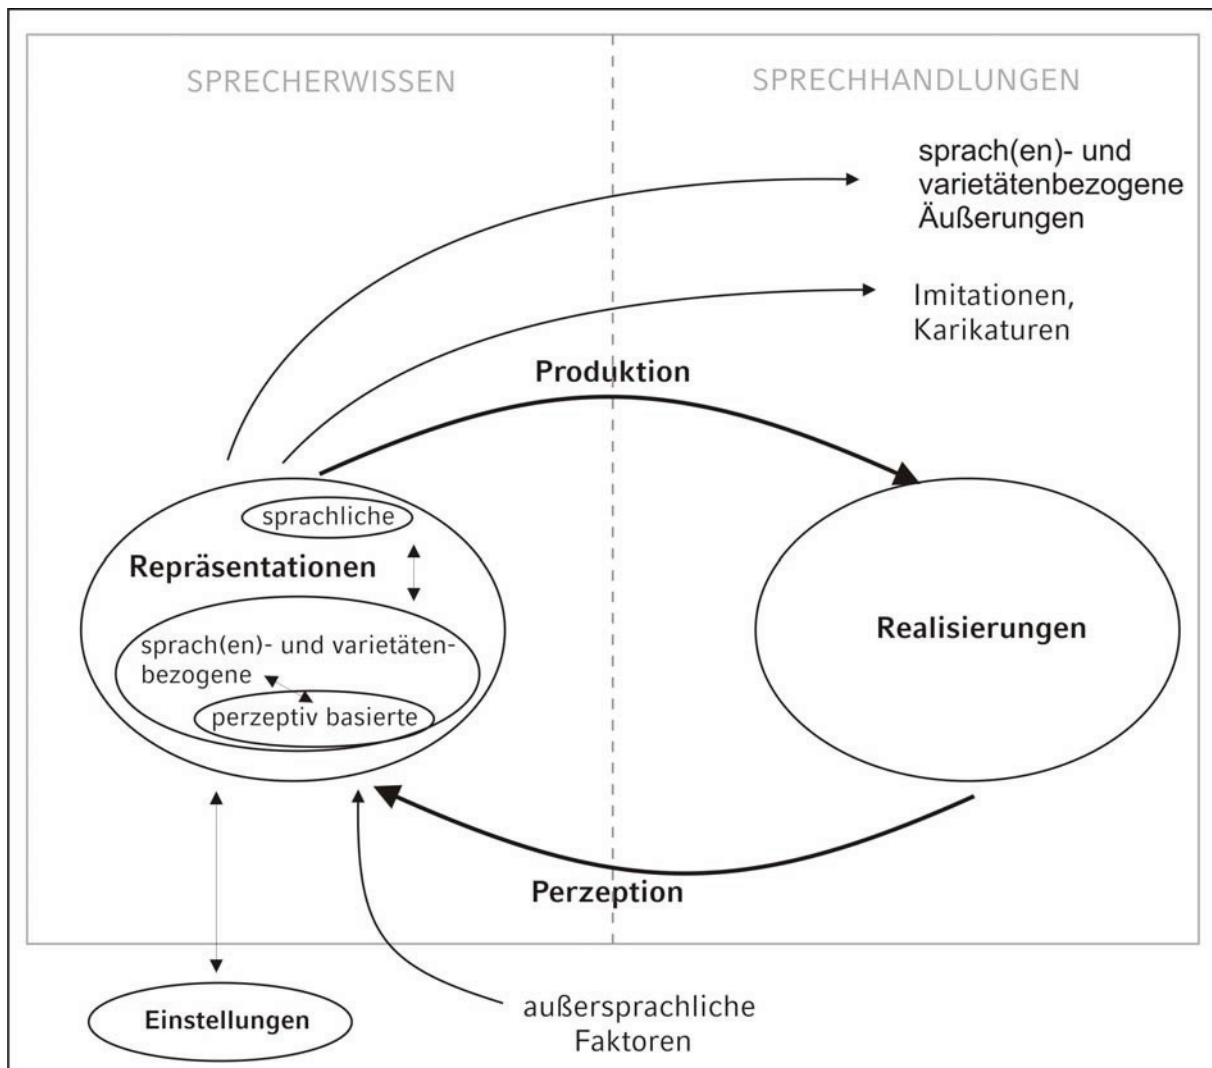 SPRECHERWISSEN
SPRECHHANDLUNGEN
sprach(en)- und
varietätenbezogene
Äußerungen
Imitationen,
Karikaturen
Produktion
sprachliche
Repräsentationen
sprach(en)- und varietäten-
bezogene
perzeptiv basierte
Realisierungen
Perzeption
Einstellungen
außersprachliche
Faktoren